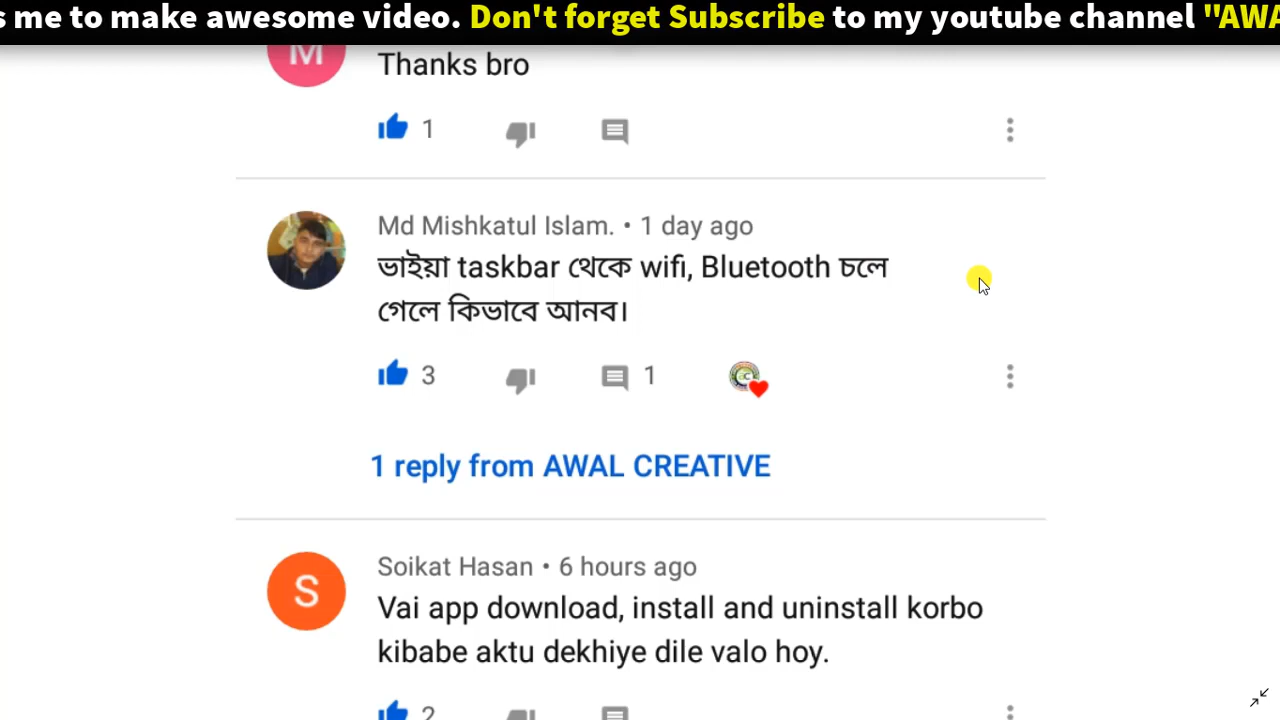 s me to make awesome video. Don't forget Subscribe to my youtube channel "AWA
M
Thanks bro
1
Md Mishkatul Islam. • 1 day ago
ভাইয়া taskbar থেকে wifi, Bluetooth চলে
গেলে কিভাবে আনব।
3 1
1 reply from AWAL CREATIVE
S
Soikat Hasan • 6 hours ago
Vai app download, install and uninstall korbo
kibabe aktu dekhiye dile valo hoy.
2